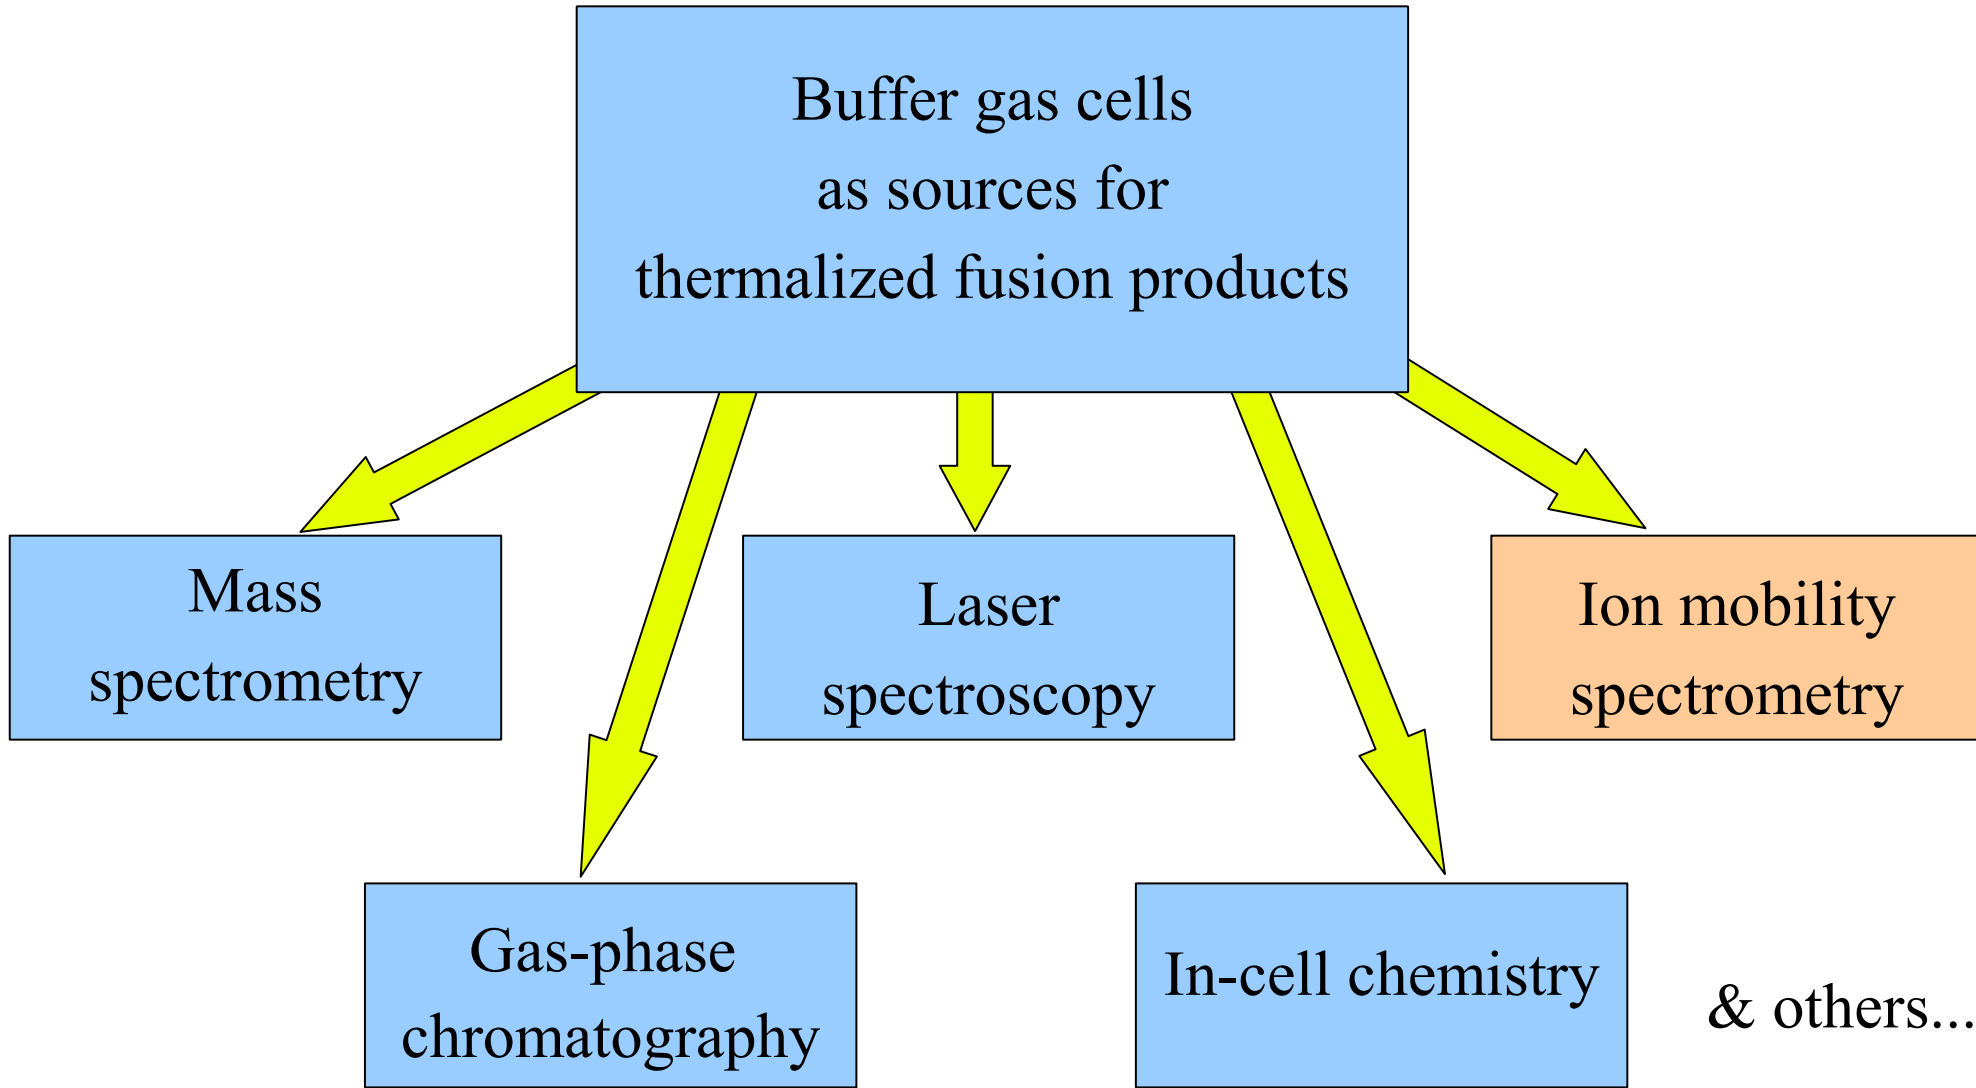 Buffer gas cells
as sources for
thermalized fusion products
Mass
spectrometry
Laser
spectroscopy
Ion mobility
spectrometry
Gas-phase
chromatography
In-cell chemistry
& others...